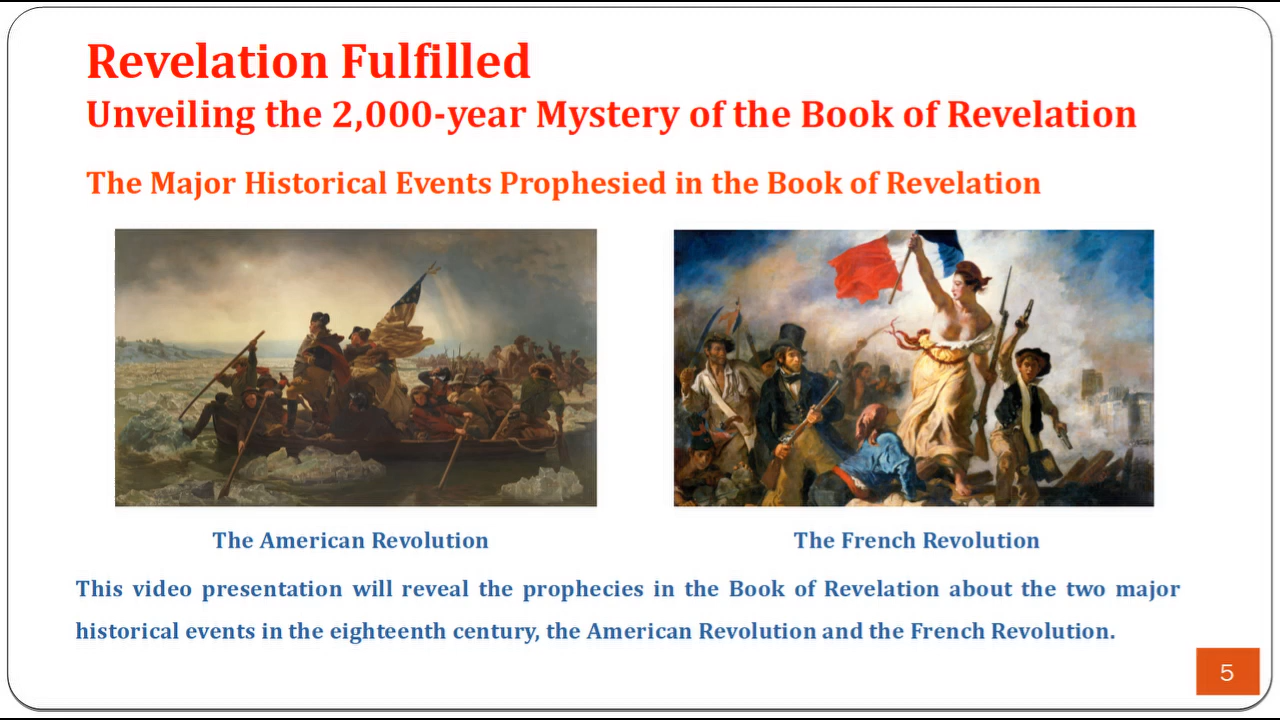 Revelation Fulfilled
Unveiling the 2,000-year Mystery of the Book of Revelation
The Major Historical Events Prophesied in the Book of Revelation
The American Revolution
The French Revolution
This video presentation will reveal the prophecies in the Book of Revelation about the two major
historical events in the eighteenth century, the American Revolution and the French Revolution.
5